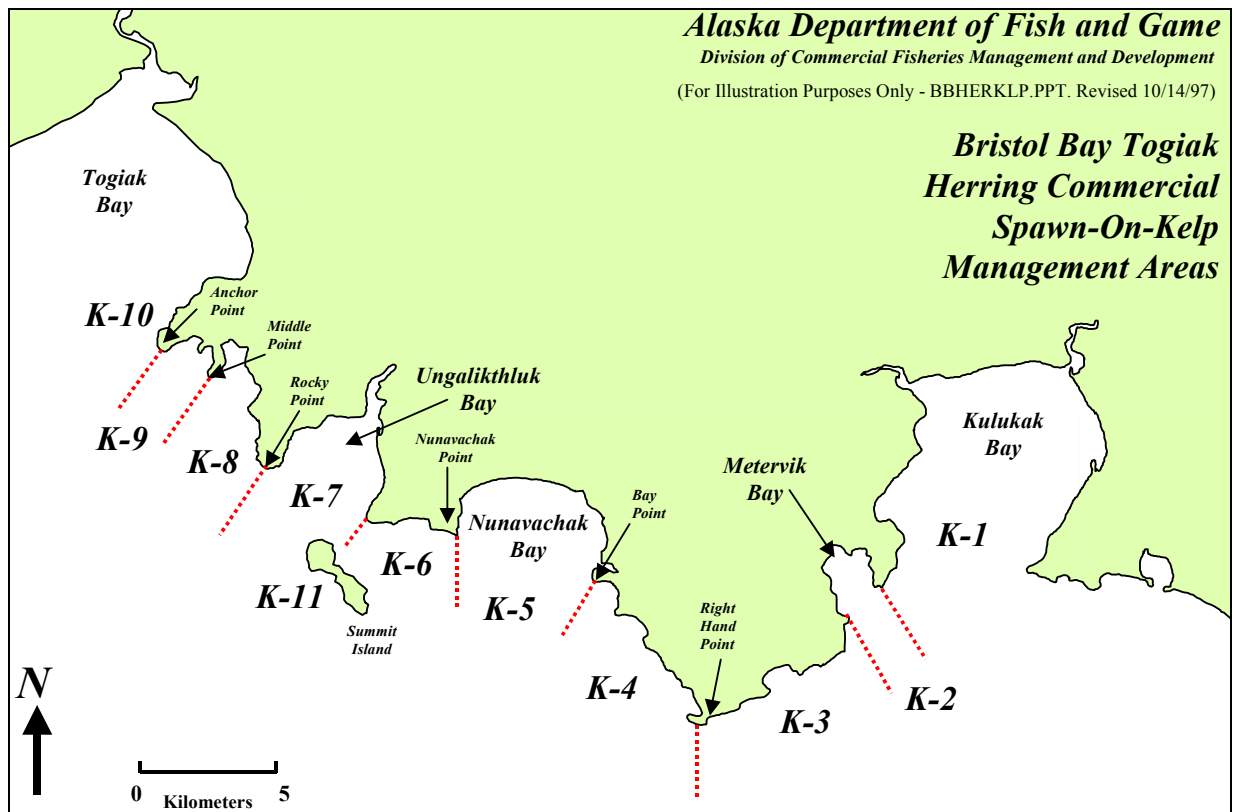 Alaska Department of Fish and Game
Division of Commercial Fisheries Management and Development
(For Illustration Purposes Only - BBHERKLP.PPT. Revised 10/14/97)
Bristol Bay Togiak
Herring Commercial
Spawn-On-Kelp
Management Areas
Togiak
Bay
K-10
Anchor
Point
Middle
Point
Rocky
Point
Ungalikthluk
Bay
Nunavachak
Point
K-9
K-8
K-7
Nunavachak
Bay
Bay
Point
Metervik
Bay
Kulukak
Bay
K-1
K-6
K-11
K-5
Summit
Island
Right
Hand
Point
K-4
K-3
K-2
N
0
5
Kilometers